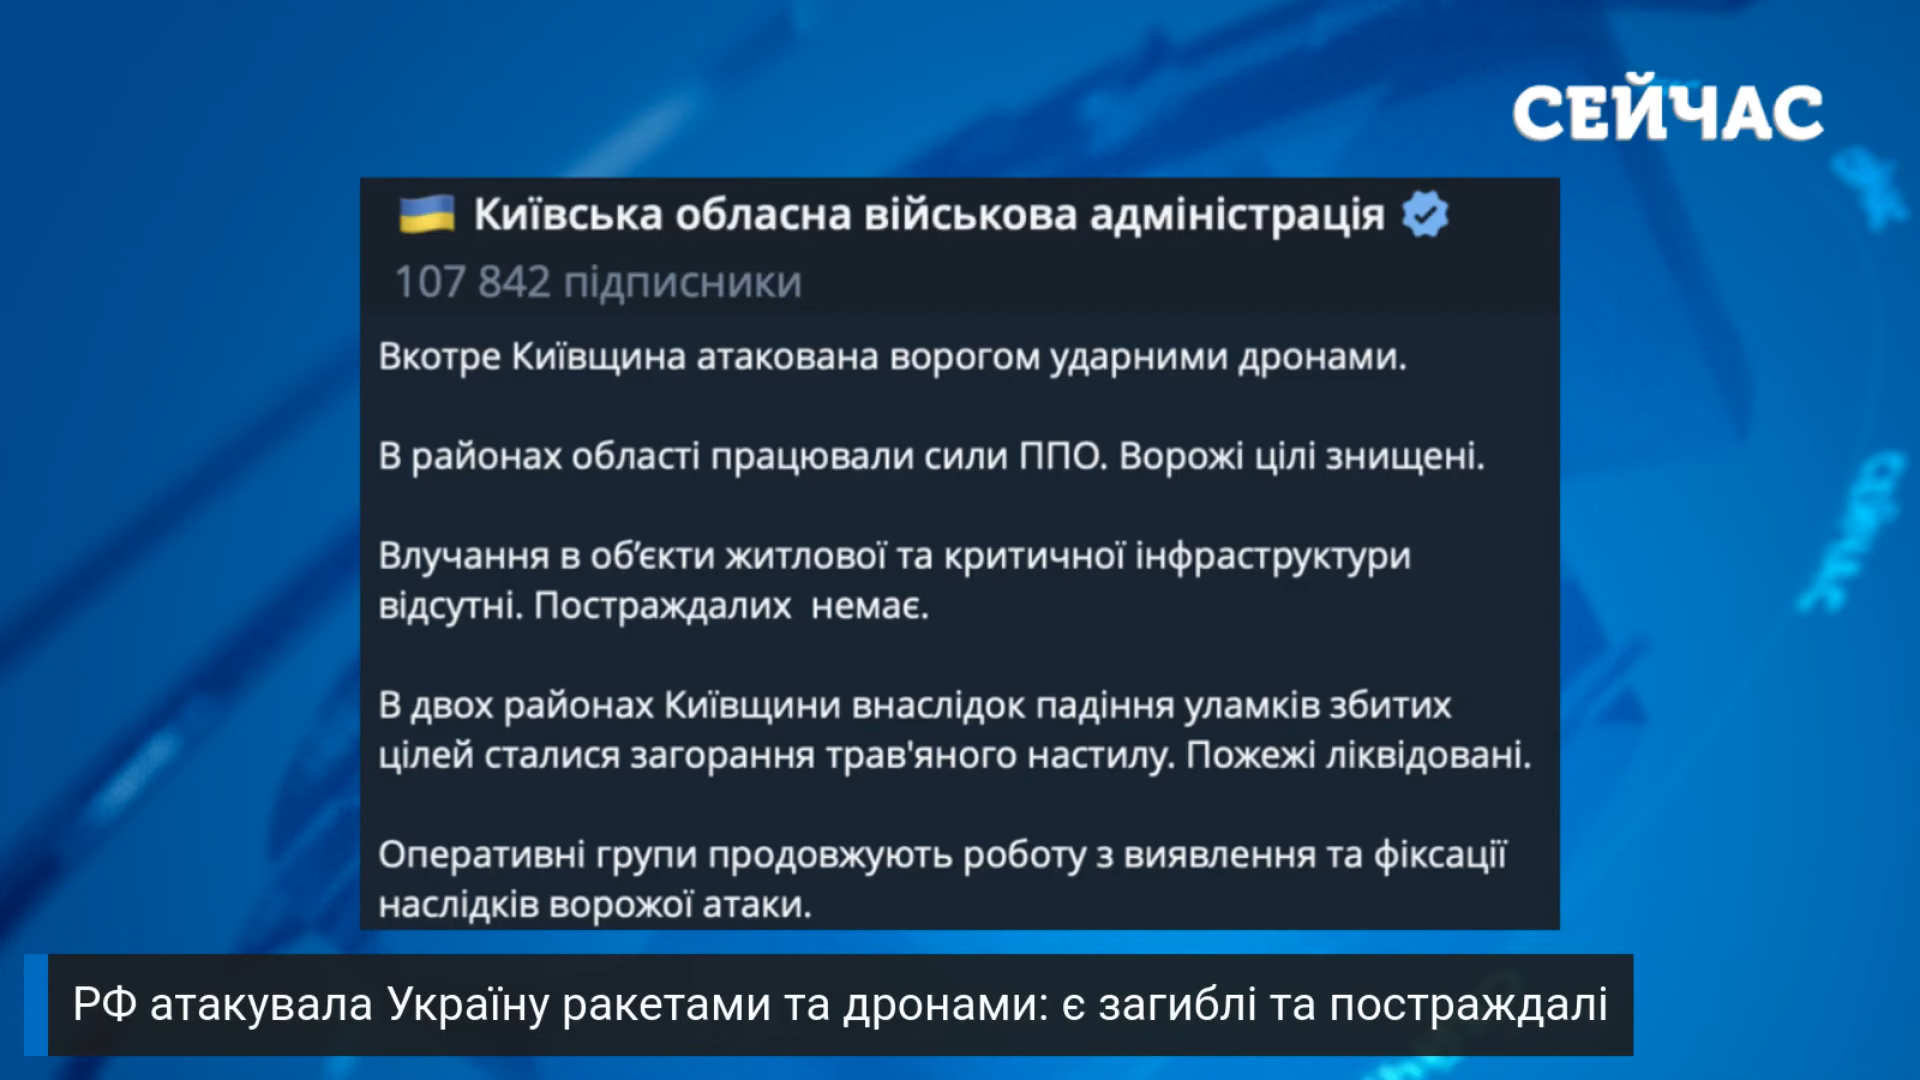 СЕЙЧАС
Київська обласна військова адміністрація
107 842 підписники
Вкотре Київщина атакована ворогом ударними дронами.
В районах області працювали сили ППО. Ворожі цілі знищені.
Влучання в об’єкти житлової та критичної інфраструктури
відсутні. Постраждалих  немає.
В двох районах Київщини внаслідок падіння уламків збитих
цілей сталися загорання трав'яного настилу. Пожежі ліквідовані.
Оперативні групи продовжують роботу з виявлення та фіксації
наслідків ворожої атаки.
РФ атакувала Україну ракетами та дронами: є загиблі та постраждалі